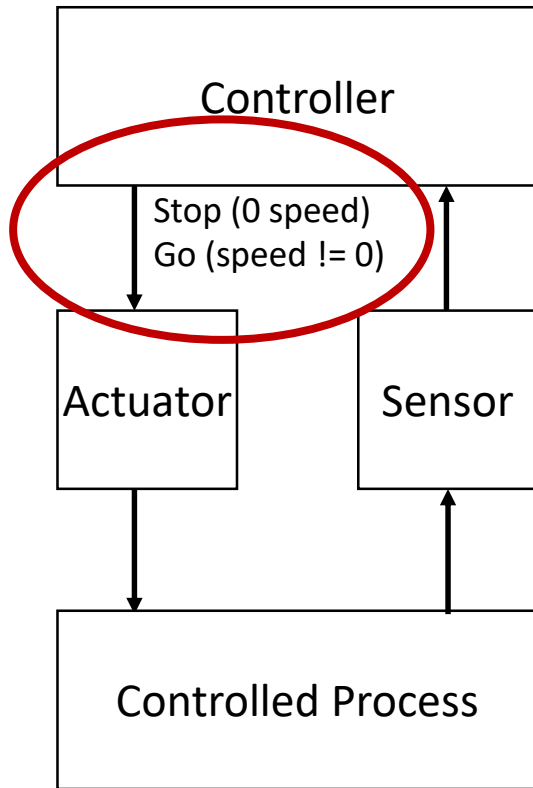 Controller
Stop (0 speed)
Go (speed != 0)
Actuator
Sensor
Controlled Process